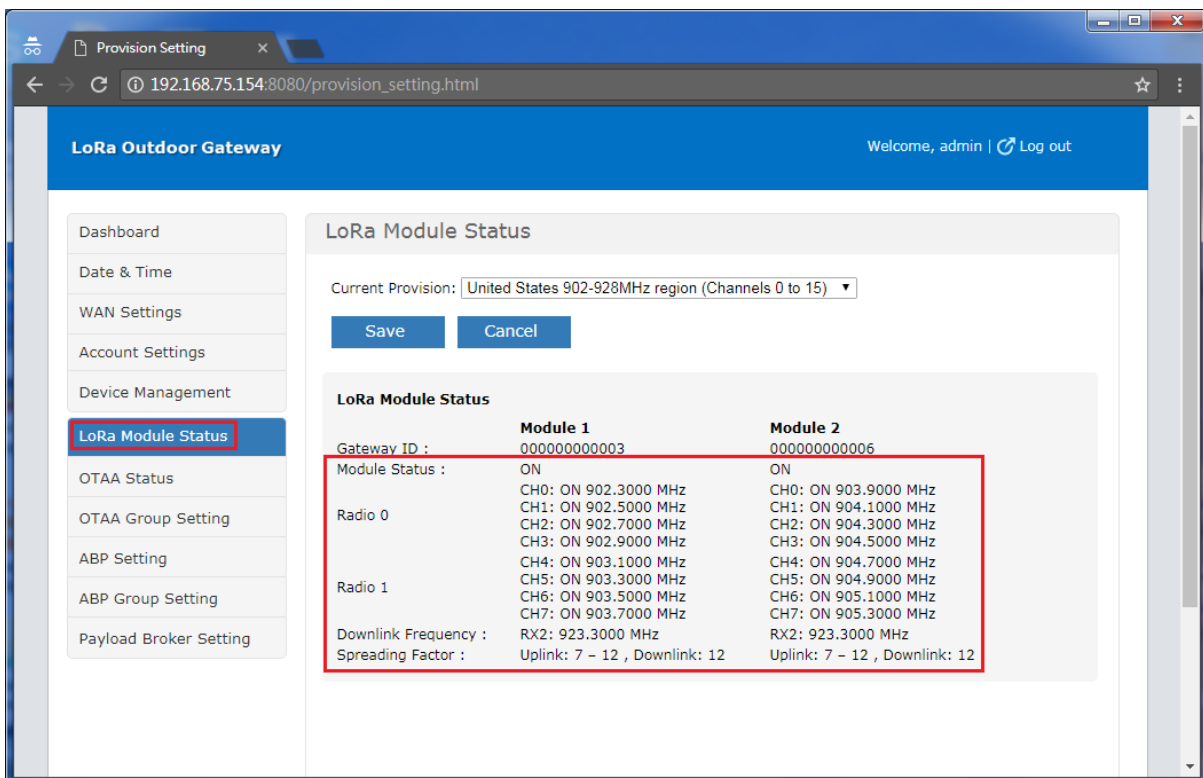 Provision Setting
192.168.75.154:8080/provision_setting.html
LoRa Outdoor Gateway
Welcome, admin | Log out
Dashboard
Date & Time
WAN Settings
Account Settings
Device Management
LoRa Module Status
OTAA Status
OTAA Group Setting
ABP Setting
ABP Group Setting
Payload Broker Setting
LoRa Module Status
Current Provision: United States 902-928MHz region (Channels 0 to 15)
Save Cancel
LoRa Module Status
Module 1 Module 2
Gateway ID : 000000000003 000000000006
Module Status : ON ON
Radio 0
CH0: ON 902.3000 MHz CH0: ON 903.9000 MHz
CH1: ON 902.5000 MHz CH1: ON 904.1000 MHz
CH2: ON 902.7000 MHz CH2: ON 904.3000 MHz
CH3: ON 902.9000 MHz CH3: ON 904.5000 MHz
Radio 1
CH4: ON 903.1000 MHz CH4: ON 904.7000 MHz
CH5: ON 903.3000 MHz CH5: ON 904.9000 MHz
CH6: ON 903.5000 MHz CH6: ON 905.1000 MHz
CH7: ON 903.7000 MHz CH7: ON 905.3000 MHz
Downlink Frequency : RX2: 923.3000 MHz RX2: 923.3000 MHz
Spreading Factor : Uplink: 7 – 12 , Downlink: 12 Uplink: 7 – 12 , Downlink: 12